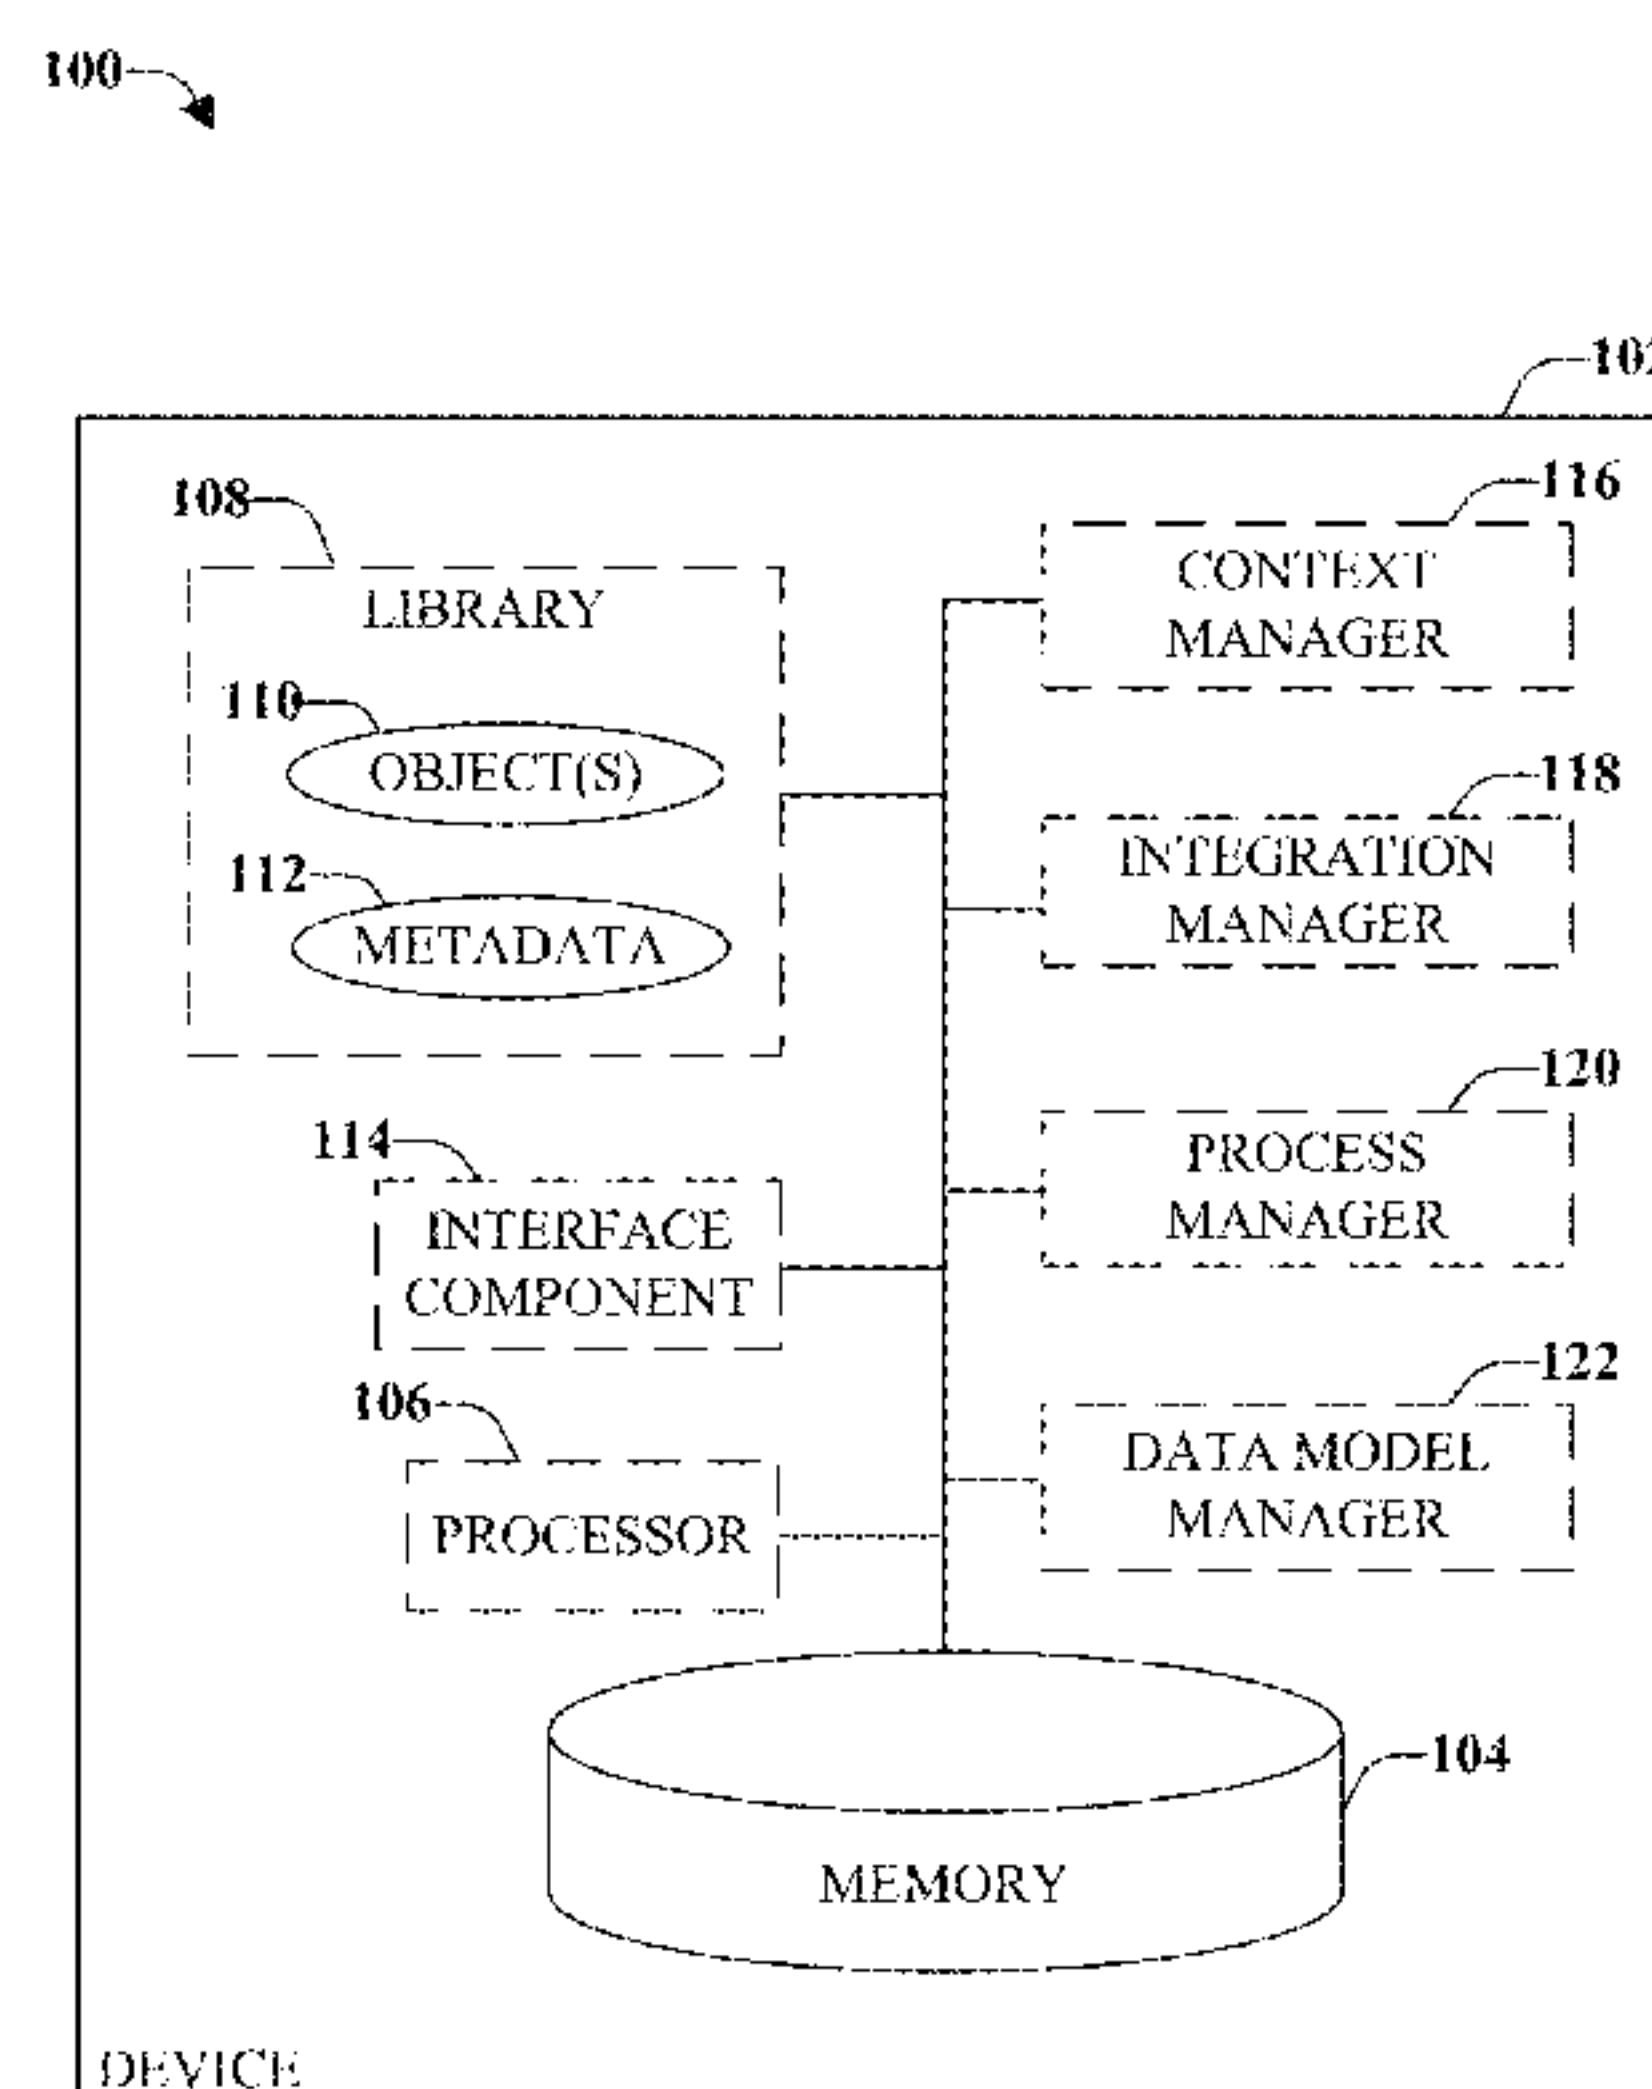 100
108
LIBRARY
110
OBJECT(S)
112
METADATA
116
CONTEXT
MANAGER
118
INTEGRATION
MANAGER
120
PROCESS
MANAGER
114
INTERFACE
COMPONENT
122
DATA MODEL
MANAGER
106
PROCESSOR
104
MEMORY
DEVICE